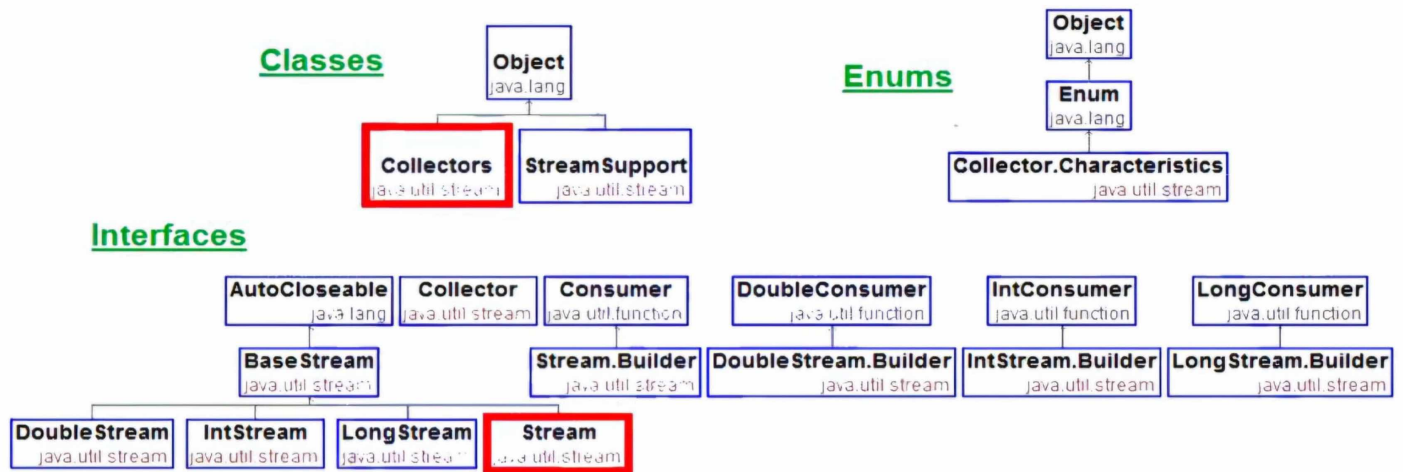 Classes
Object
java.lang
Collectors
java.util.stream
StreamSupport
java.util.stream
Enums
Object
java.lang
Enum
java.lang
Collector.Characteristics
java.util.stream
Interfaces
AutoCloseable
java.lang
Collector
java.util.stream
Consumer
java.util.function
DoubleConsumer
java.util.function
IntConsumer
java.util.function
LongConsumer
java.util.function
BaseStream
java.util.stream
Stream.Builder
java.util.stream
DoubleStream.Builder
java.util.stream
IntStream.Builder
java.util.stream
LongStream.Builder
java.util.stream
DoubleStream
java.util.stream
IntStream
java.util.stream
LongStream
java.util.stream
Stream
java.util.stream